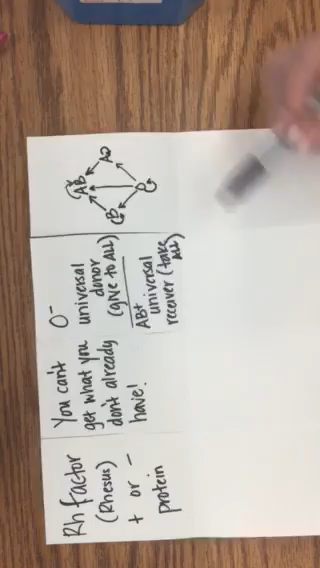 Rh factor
(Rhesus)
+ or -
protein
You can't
get what you
don't already
have!
O-
universal
donor
(give to ALL)
AB+
universal
receiver (take
ALL)
A
AB
O
B